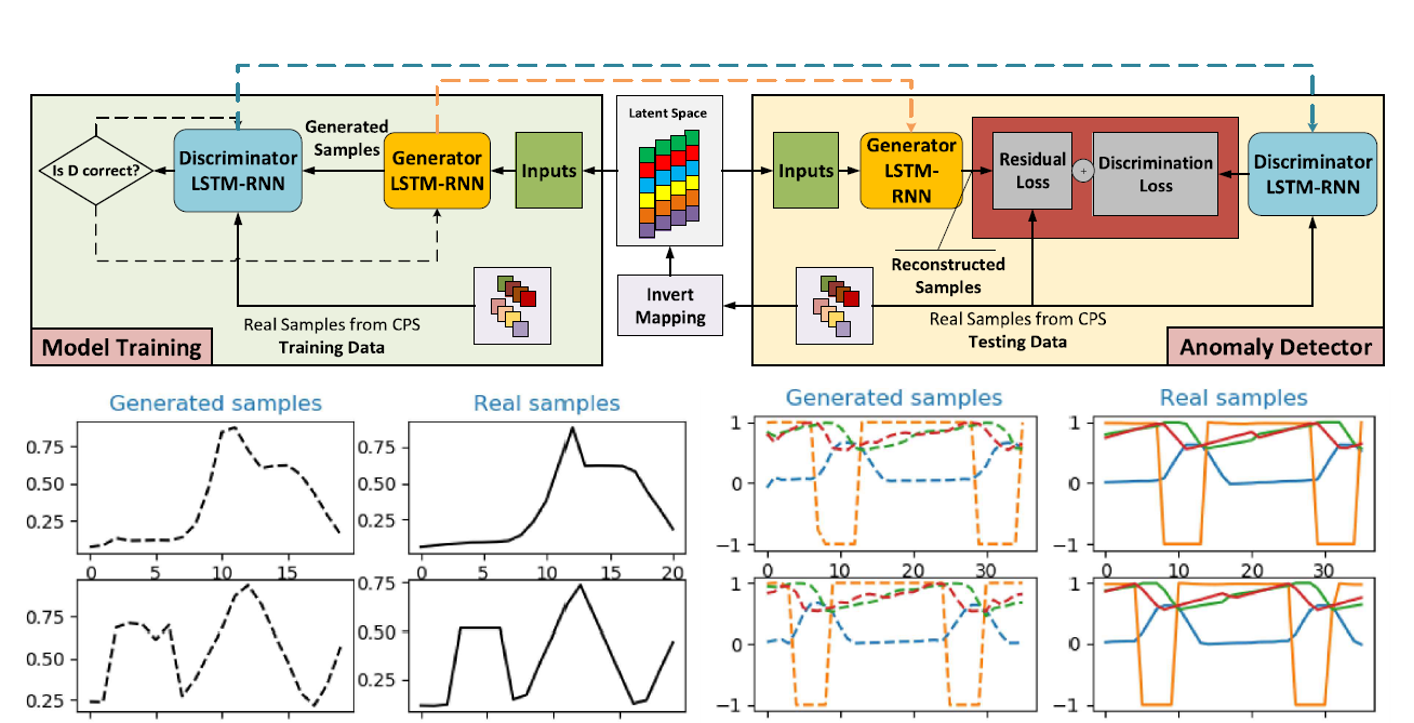 Is D correct?
Discriminator
LSTM-RNN
Generated
Samples
Generator
LSTM-RNN
Inputs
Real Samples from CPS
Training Data
Model Training
Latent Space
Invert
Mapping
Inputs
Generator
LSTM-
RNN
Residual
Loss
+
Discrimination
Loss
Discriminator
LSTM-RNN
Reconstructed
Samples
Real Samples from CPS
Testing Data
Anomaly Detector
Generated samples
0.75
0.50
0.25
0 5 10 15
0.75
0.50
0.25
Real samples
0.75
0.50
0.25
0 5 10 15 20
0.75
0.50
0.25
Generated samples
1
0
−1
0 10 20 30
1
0
−1
Real samples
1
0
−1
0 10 20 30
1
0
−1